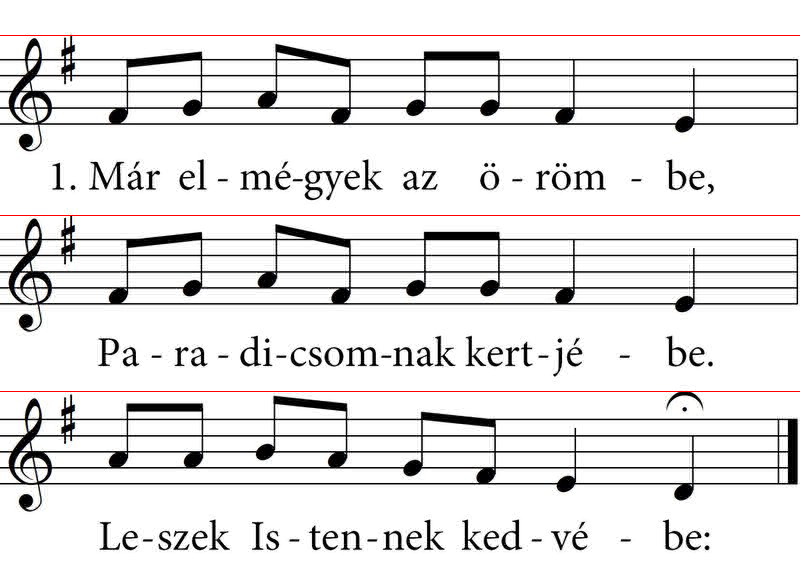 1. Már el - mé-gyek az ö - röm - be,
Pa - ra - di-csom-nak kert-jé - be.
Le-szek Is - ten-nek ked - vé - be: